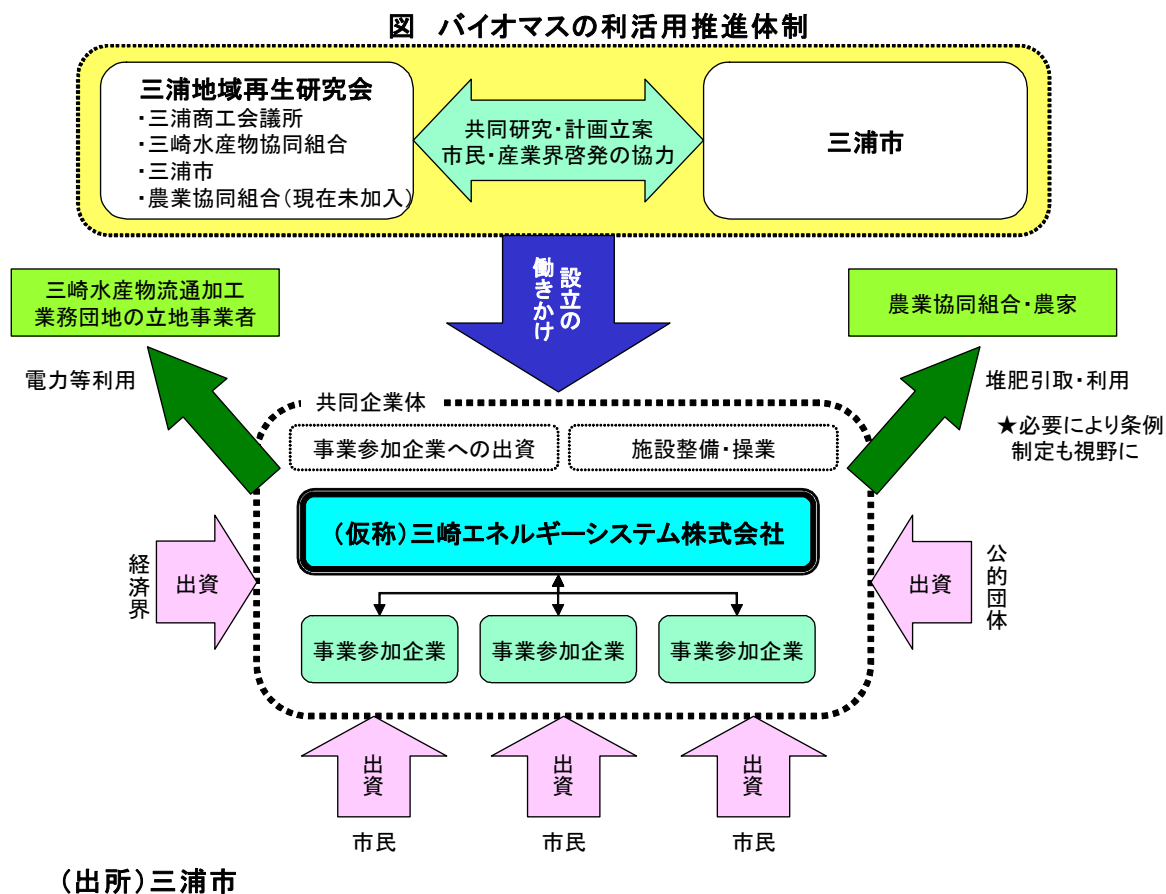 図 バイオマスの利活用推進体制
三浦地域再生研究会
・三浦商工会議所
・三崎水産物協同組合
・三浦市
・農業協同組合(現在未加入)
共同研究・計画立案
市民・産業界啓発の協力
三浦市
設立の
働きかけ
三崎水産物流通加工
業務団地の立地事業者
農業協同組合・農家
電力等利用
堆肥引取・利用
★必要により条例
制定も視野に
共同企業体
事業参加企業への出資
施設整備・操業
(仮称)三崎エネルギーシステム株式会社
経済界
出資
出資
公的団体
事業参加企業
事業参加企業
事業参加企業
出資
出資
出資
市民
市民
市民
(出所)三浦市